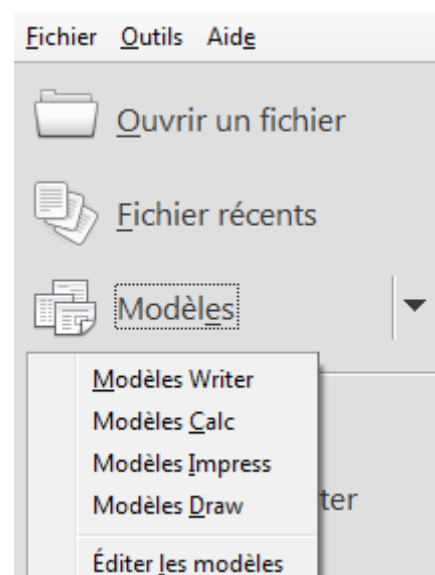 Fichier Outils Aide
Ouvrir un fichier
Fichier récents
Modèles
Modèles Writer
Modèles Calc
Modèles Impress
Modèles Draw
ter
Éditer les modèles